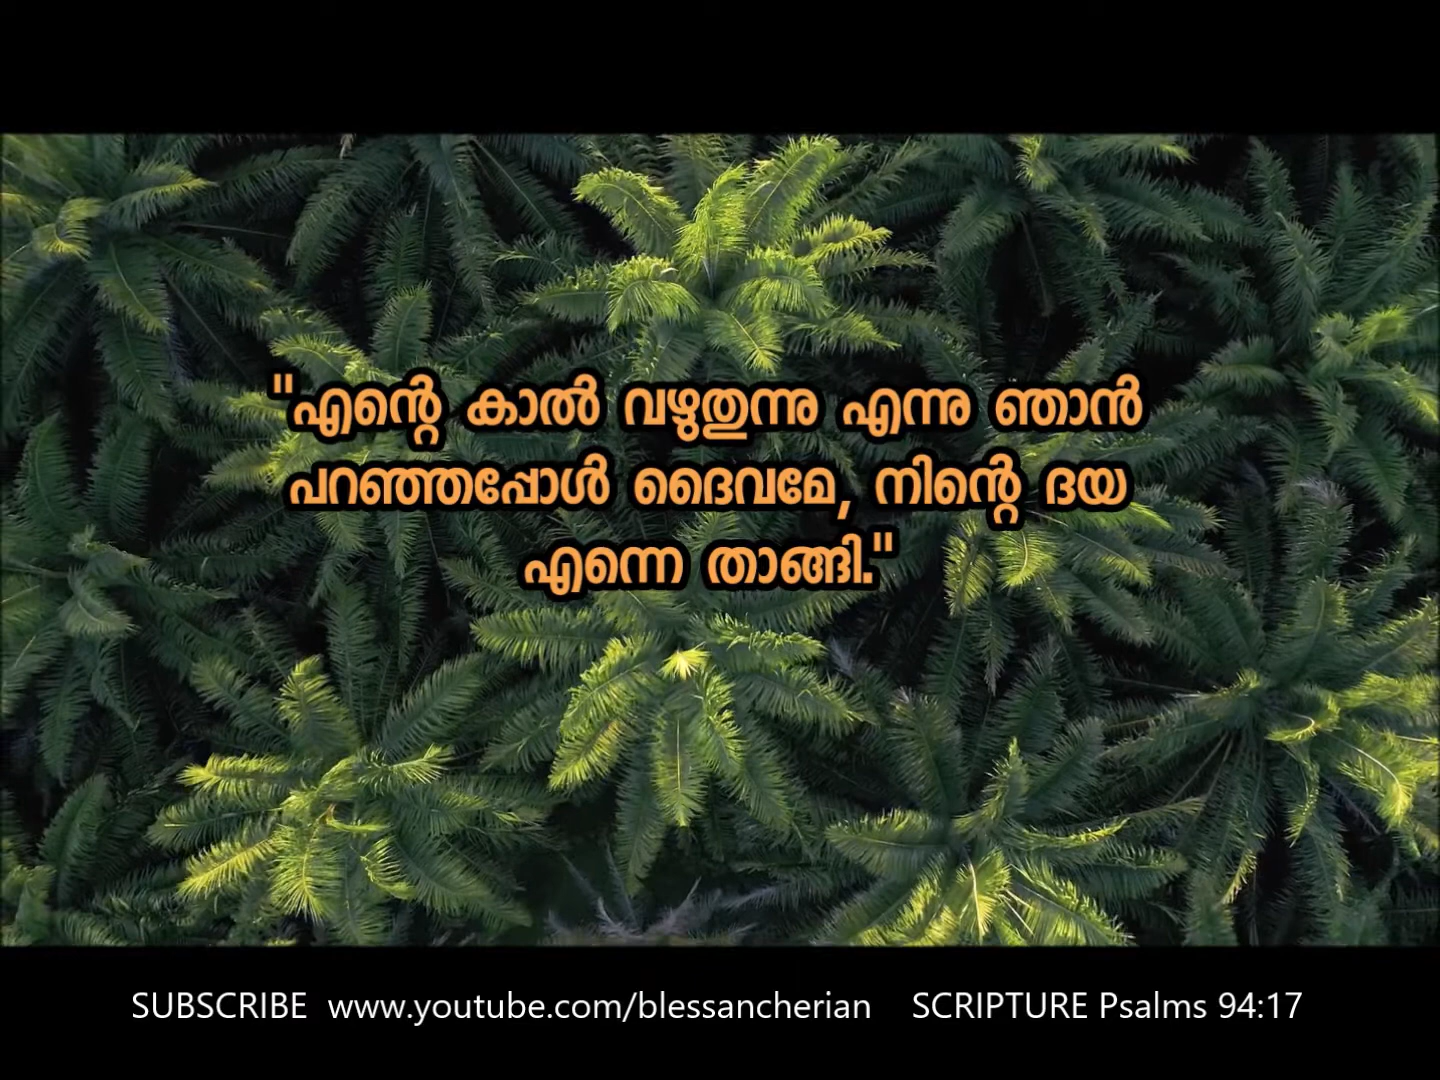 "എന്റെ കാൽ വഴുതുന്നു എന്നു ഞാൻ
പറഞ്ഞപ്പോൾ ദൈവമേ, നിന്റെ ദയ
എന്നെ താങ്ങി."
SUBSCRIBE www.youtube.com/blessancherian SCRIPTURE Psalms 94:17